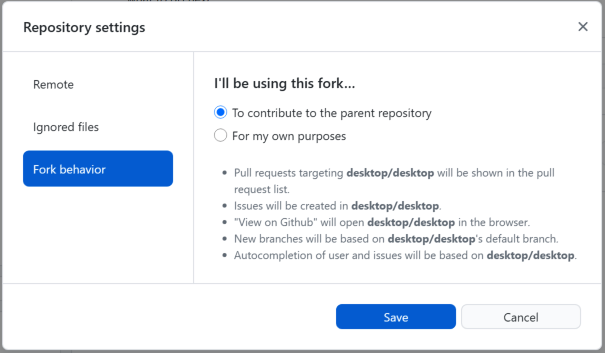 Repository settings
Remote
Ignored files
Fork behavior
I'll be using this fork...
To contribute to the parent repository
For my own purposes
Pull requests targeting desktop/desktop will be shown in the pull
request list.
Issues will be created in desktop/desktop.
"View on Github" will open desktop/desktop in the browser.
New branches will be based on desktop/desktop's default branch.
Autocompletion of user and issues will be based on desktop/desktop.
Save
Cancel